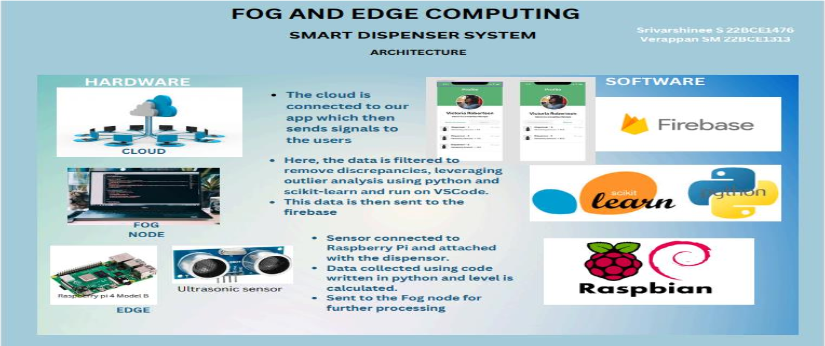 FOG AND EDGE COMPUTING
SMART DISPENSER SYSTEM
ARCHITECTURE
Srivarshinee S 22BCE1476
Verappan SM 22BCE1313
HARDWARE
SOFTWARE
CLOUD
• The cloud is
connected to our
app which then
sends signals to
the users
Profile
Victoria Robertson
Profile
Victoria Robertson
Firebase
FOG
NODE
• Here, the data is filtered to
remove discrepancies, leveraging
outlier analysis using python and
scikit-learn and run on VSCode.
• This data is then sent to the
firebase
scikit
learn
python
Raspberry pi 4 Model B
Ultrasonic sensor
EDGE
• Sensor connected to
Raspberry Pi and attached
with the dispensor.
• Data collected using code
written in python and level is
calculated.
• Sent to the Fog node for
further processing
Raspbian